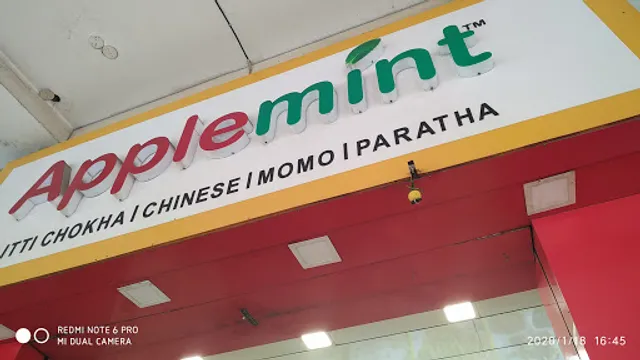 Applemint™
ITTI CHOKHA | CHINESE | MOMO | PARATHA
REDMI NOTE 6 PRO
MI DUAL CAMERA
2020/1/18 16:45